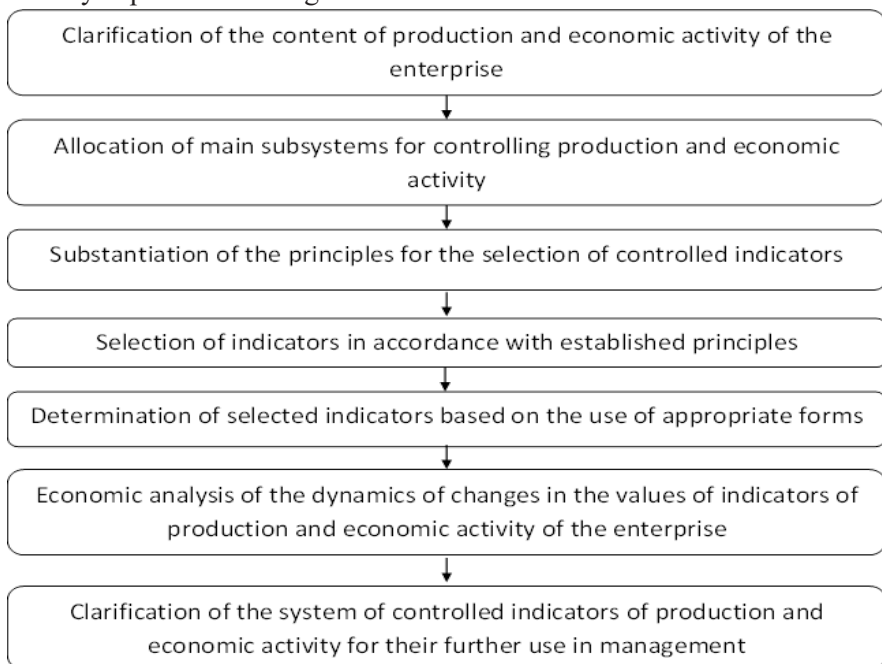 Clarification of the content of production and economic activity of the
enterprise
Allocation of main subsystems for controlling production and economic
activity
Substantiation of the principles for the selection of controlled indicators
Selection of indicators in accordance with established principles
Determination of selected indicators based on the use of appropriate forms
Economic analysis of the dynamics of changes in the values of indicators of
production and economic activity of the enterprise
Clarification of the system of controlled indicators of production and
economic activity for their further use in management